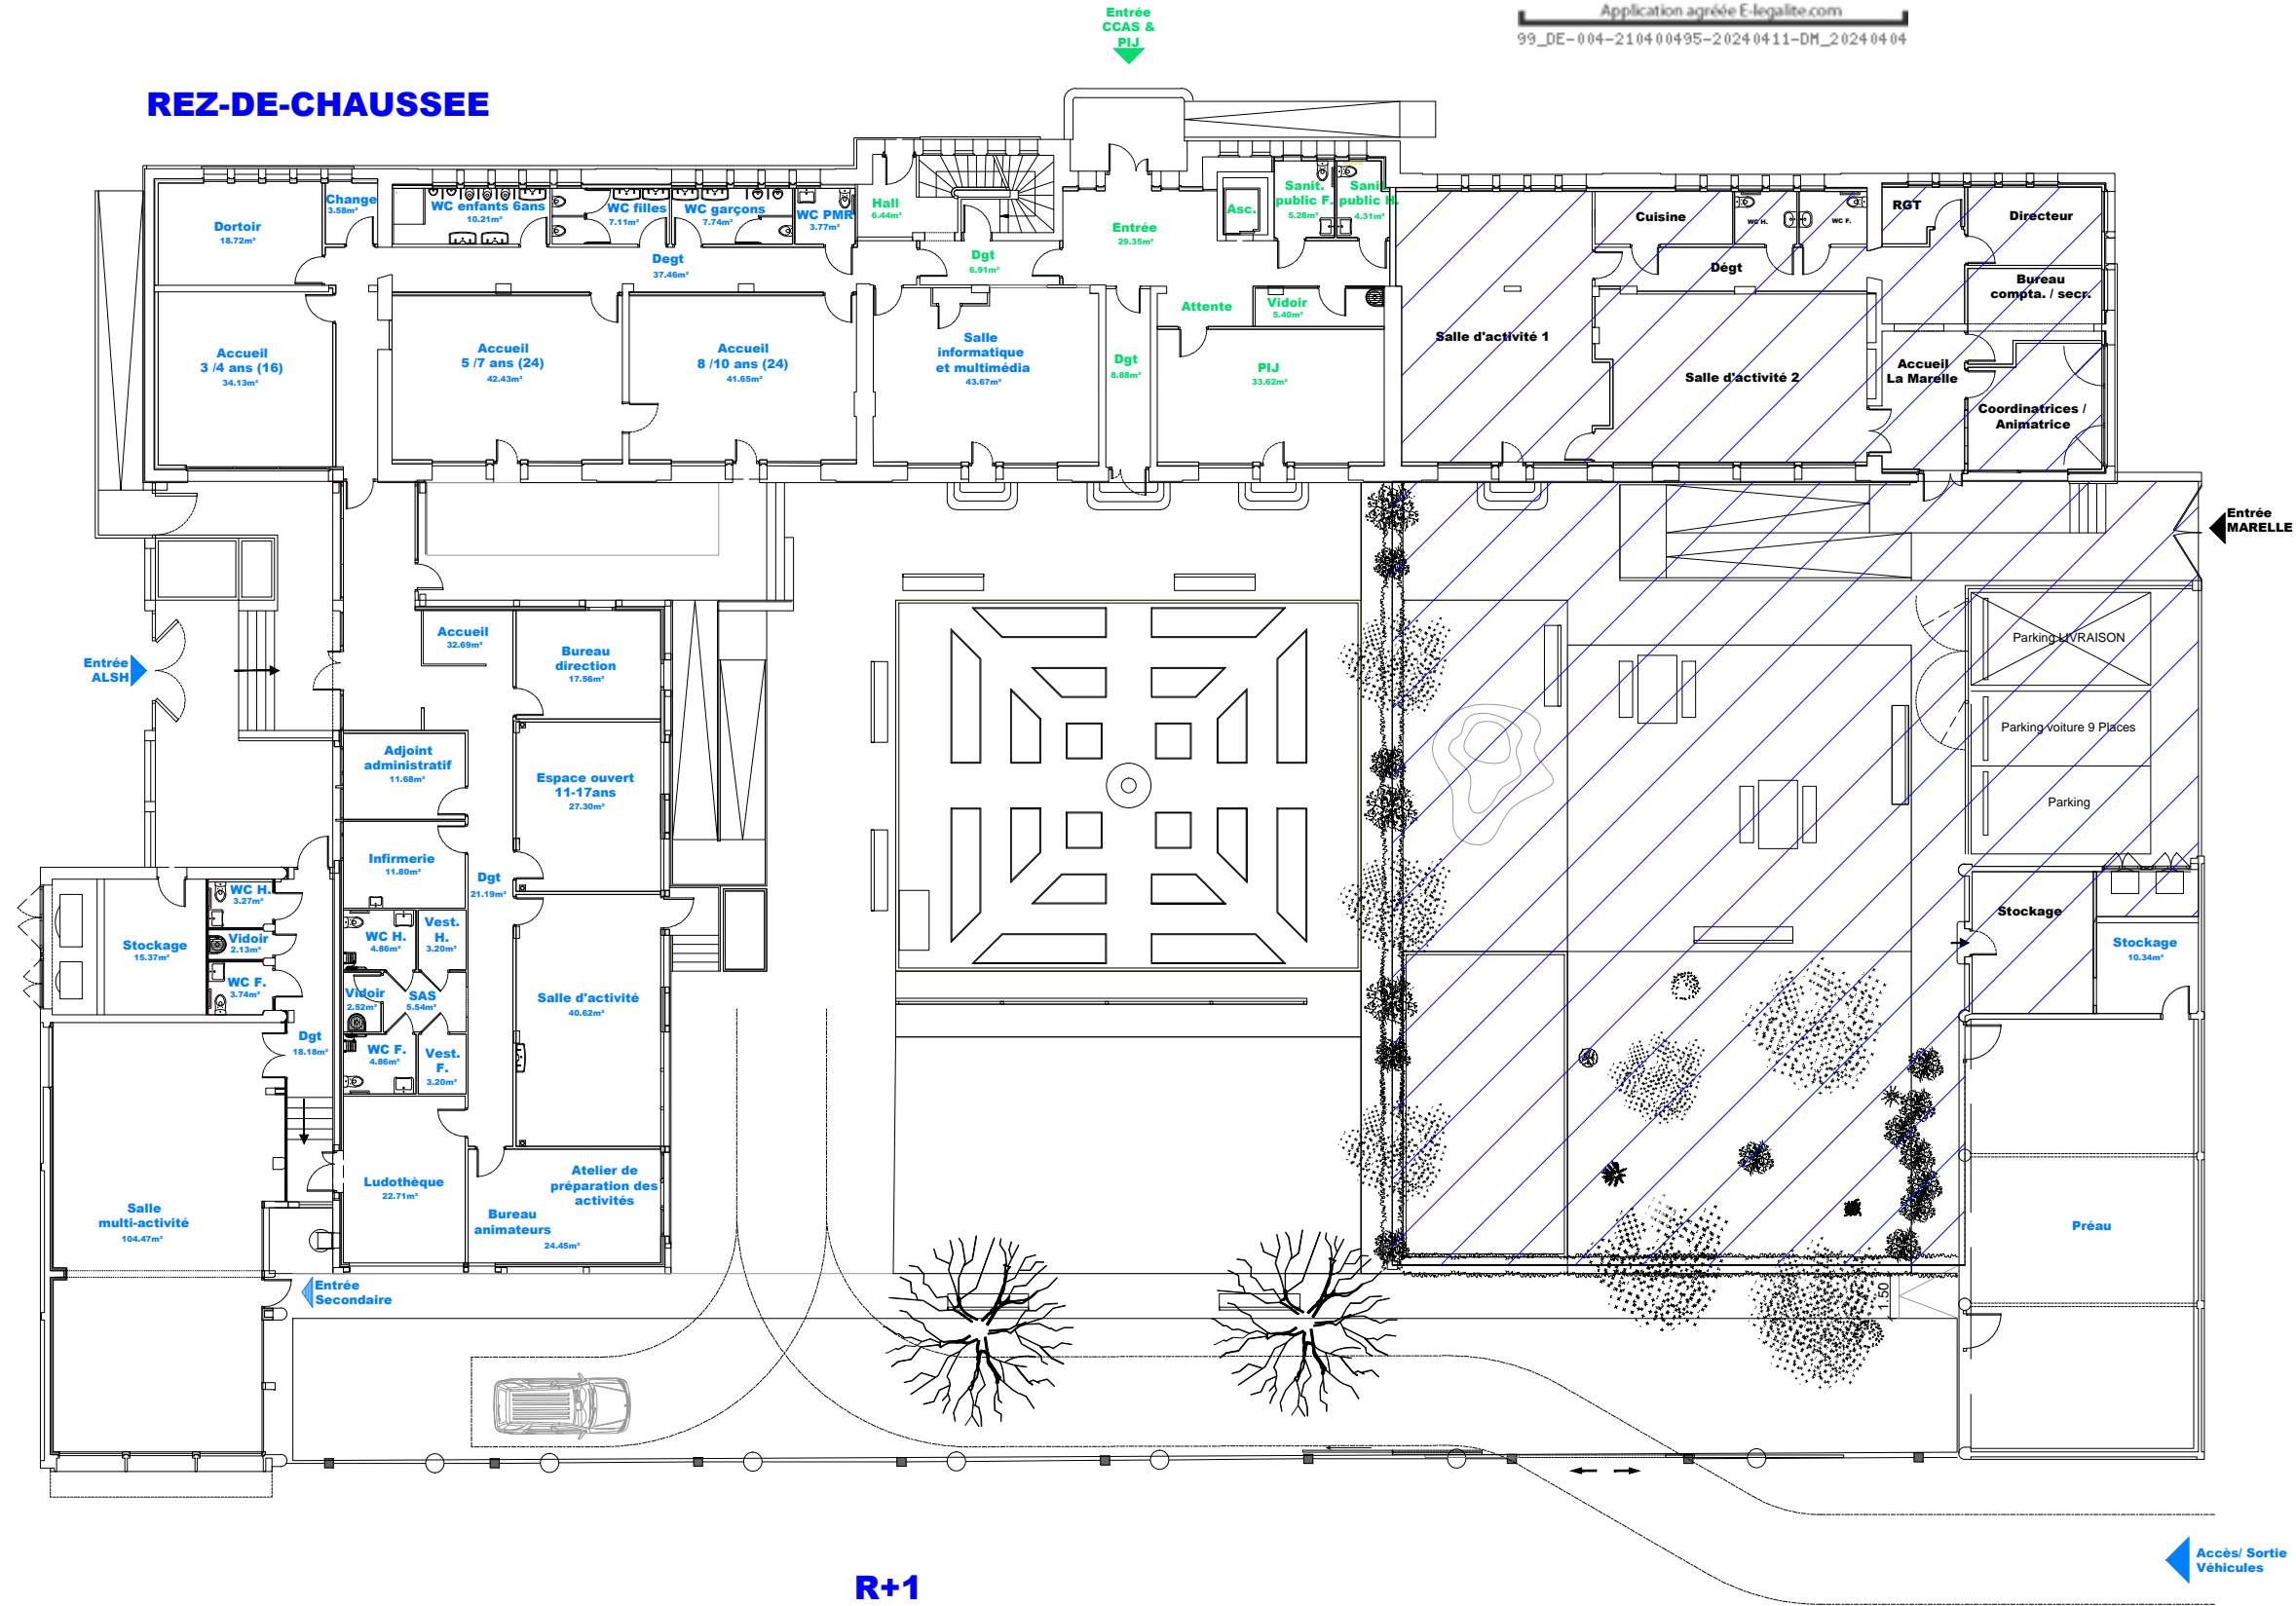 Entrée
CCAS &
PIJ
Application agréée E-legalite.com
99_DE-004-210400495-20240411-DM_20240404
REZ-DE-CHAUSSEE
Dortoir
18.72m²
Change
3.58m²
WC enfants 6ans
10.21m²
WC filles
7.11m²
WC garçons
7.74m²
WC PMR
3.77m²
Hall
6.44m²
Entrée
29.35m²
Asc.
Sanit.
public F.
5.28m²
Sanit.
public H.
4.31m²
Cuisine
WC H.
WC F.
RGT
Directeur
Degt
37.46m²
Dgt
6.91m²
Dégt
Bureau
compta. / secr.
Attente
Vidoir
5.40m²
Accueil
3 /4 ans (16)
34.13m²
Accueil
5 /7 ans (24)
42.43m²
Accueil
8 /10 ans (24)
41.65m²
Salle
informatique
et multimédia
43.67m²
Dgt
8.88m²
PIJ
33.62m²
Salle d'activité 1
Salle d'activité 2
Accueil
La Marelle
Coordinatrices /
Animatrice
Entrée
MARELLE
Accueil
32.69m²
Bureau
direction
17.56m²
Entrée
ALSH
Parking LIVRAISON
Parking voiture 9 Places
Parking
Adjoint
administratif
11.68m²
Espace ouvert
11-17ans
27.30m²
Infirmerie
11.80m²
Dgt
21.19m²
WC H.
3.27m²
Vidoir
2.13m²
WC F.
3.74m²
Stockage
15.37m²
WC H.
4.86m²
Vest.
H.
3.20m²
Vidoir
2.52m²
SAS
5.54m²
WC F.
4.86m²
Vest.
F.
3.20m²
Salle d'activité
40.62m²
Dgt
18.18m²
Stockage
Stockage
10.34m²
Salle
multi-activité
104.47m²
Ludothèque
22.71m²
Atelier de
préparation des
activités
Bureau
animateurs
24.45m²
Préau
Entrée
Secondaire
1.50
Accès/ Sortie
Véhicules
R+1